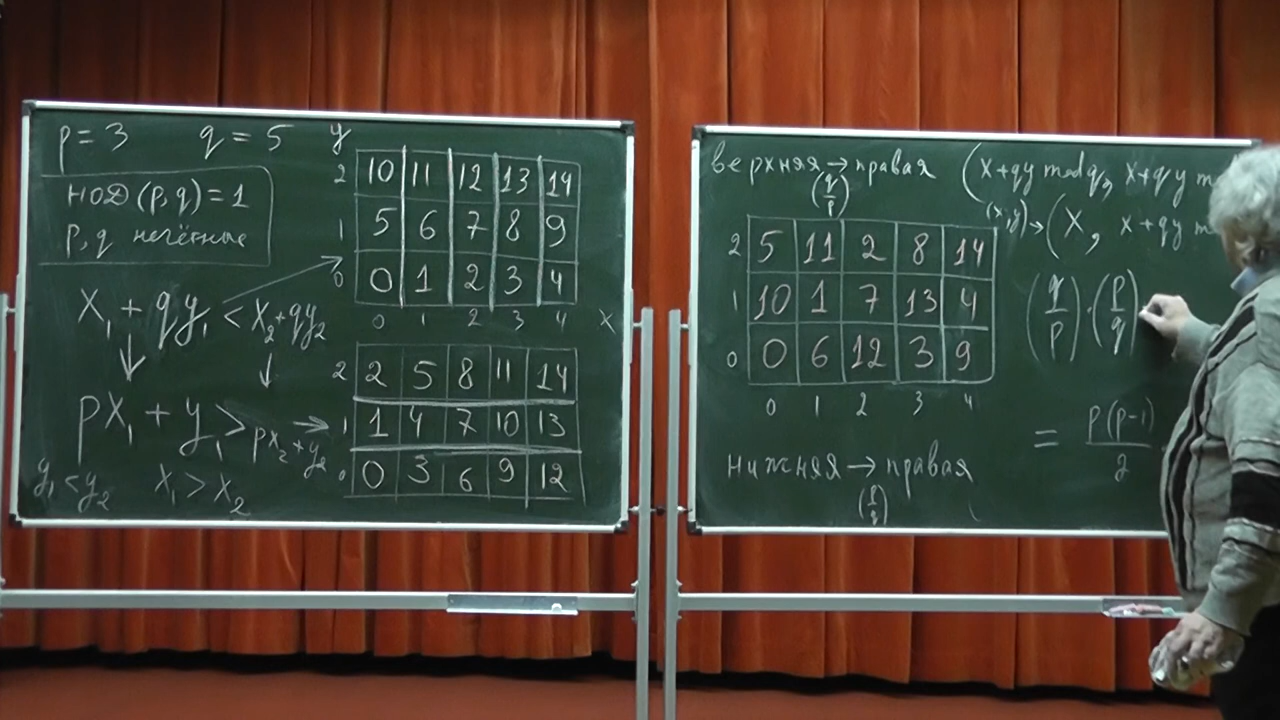 p = 3 q = 5 y
НОД (p, q) = 1
p, q нечётные
x₁ + qy₁ < x₂ + qy₂
px₁ + y₁ > px₂ + y₂
y₁ < y₂ x₁ > x₂
2 10 11 12 13 14
1 5 6 7 8 9
0 0 1 2 3 4
0 1 2 3 4 x
2 2 5 8 11 14
1 1 4 7 10 13
0 0 3 6 9 12
верхняя → правая (x+qy mod q, x+qy m
(q/p)
(x, y) → (x, x + qy m
2 5 11 2 8 14
1 10 1 7 13 4
0 0 6 12 3 9
0 1 2 3 4
(q/p) · (p/q)
= p(p-1)/2
нижняя → правая (
(p/q)